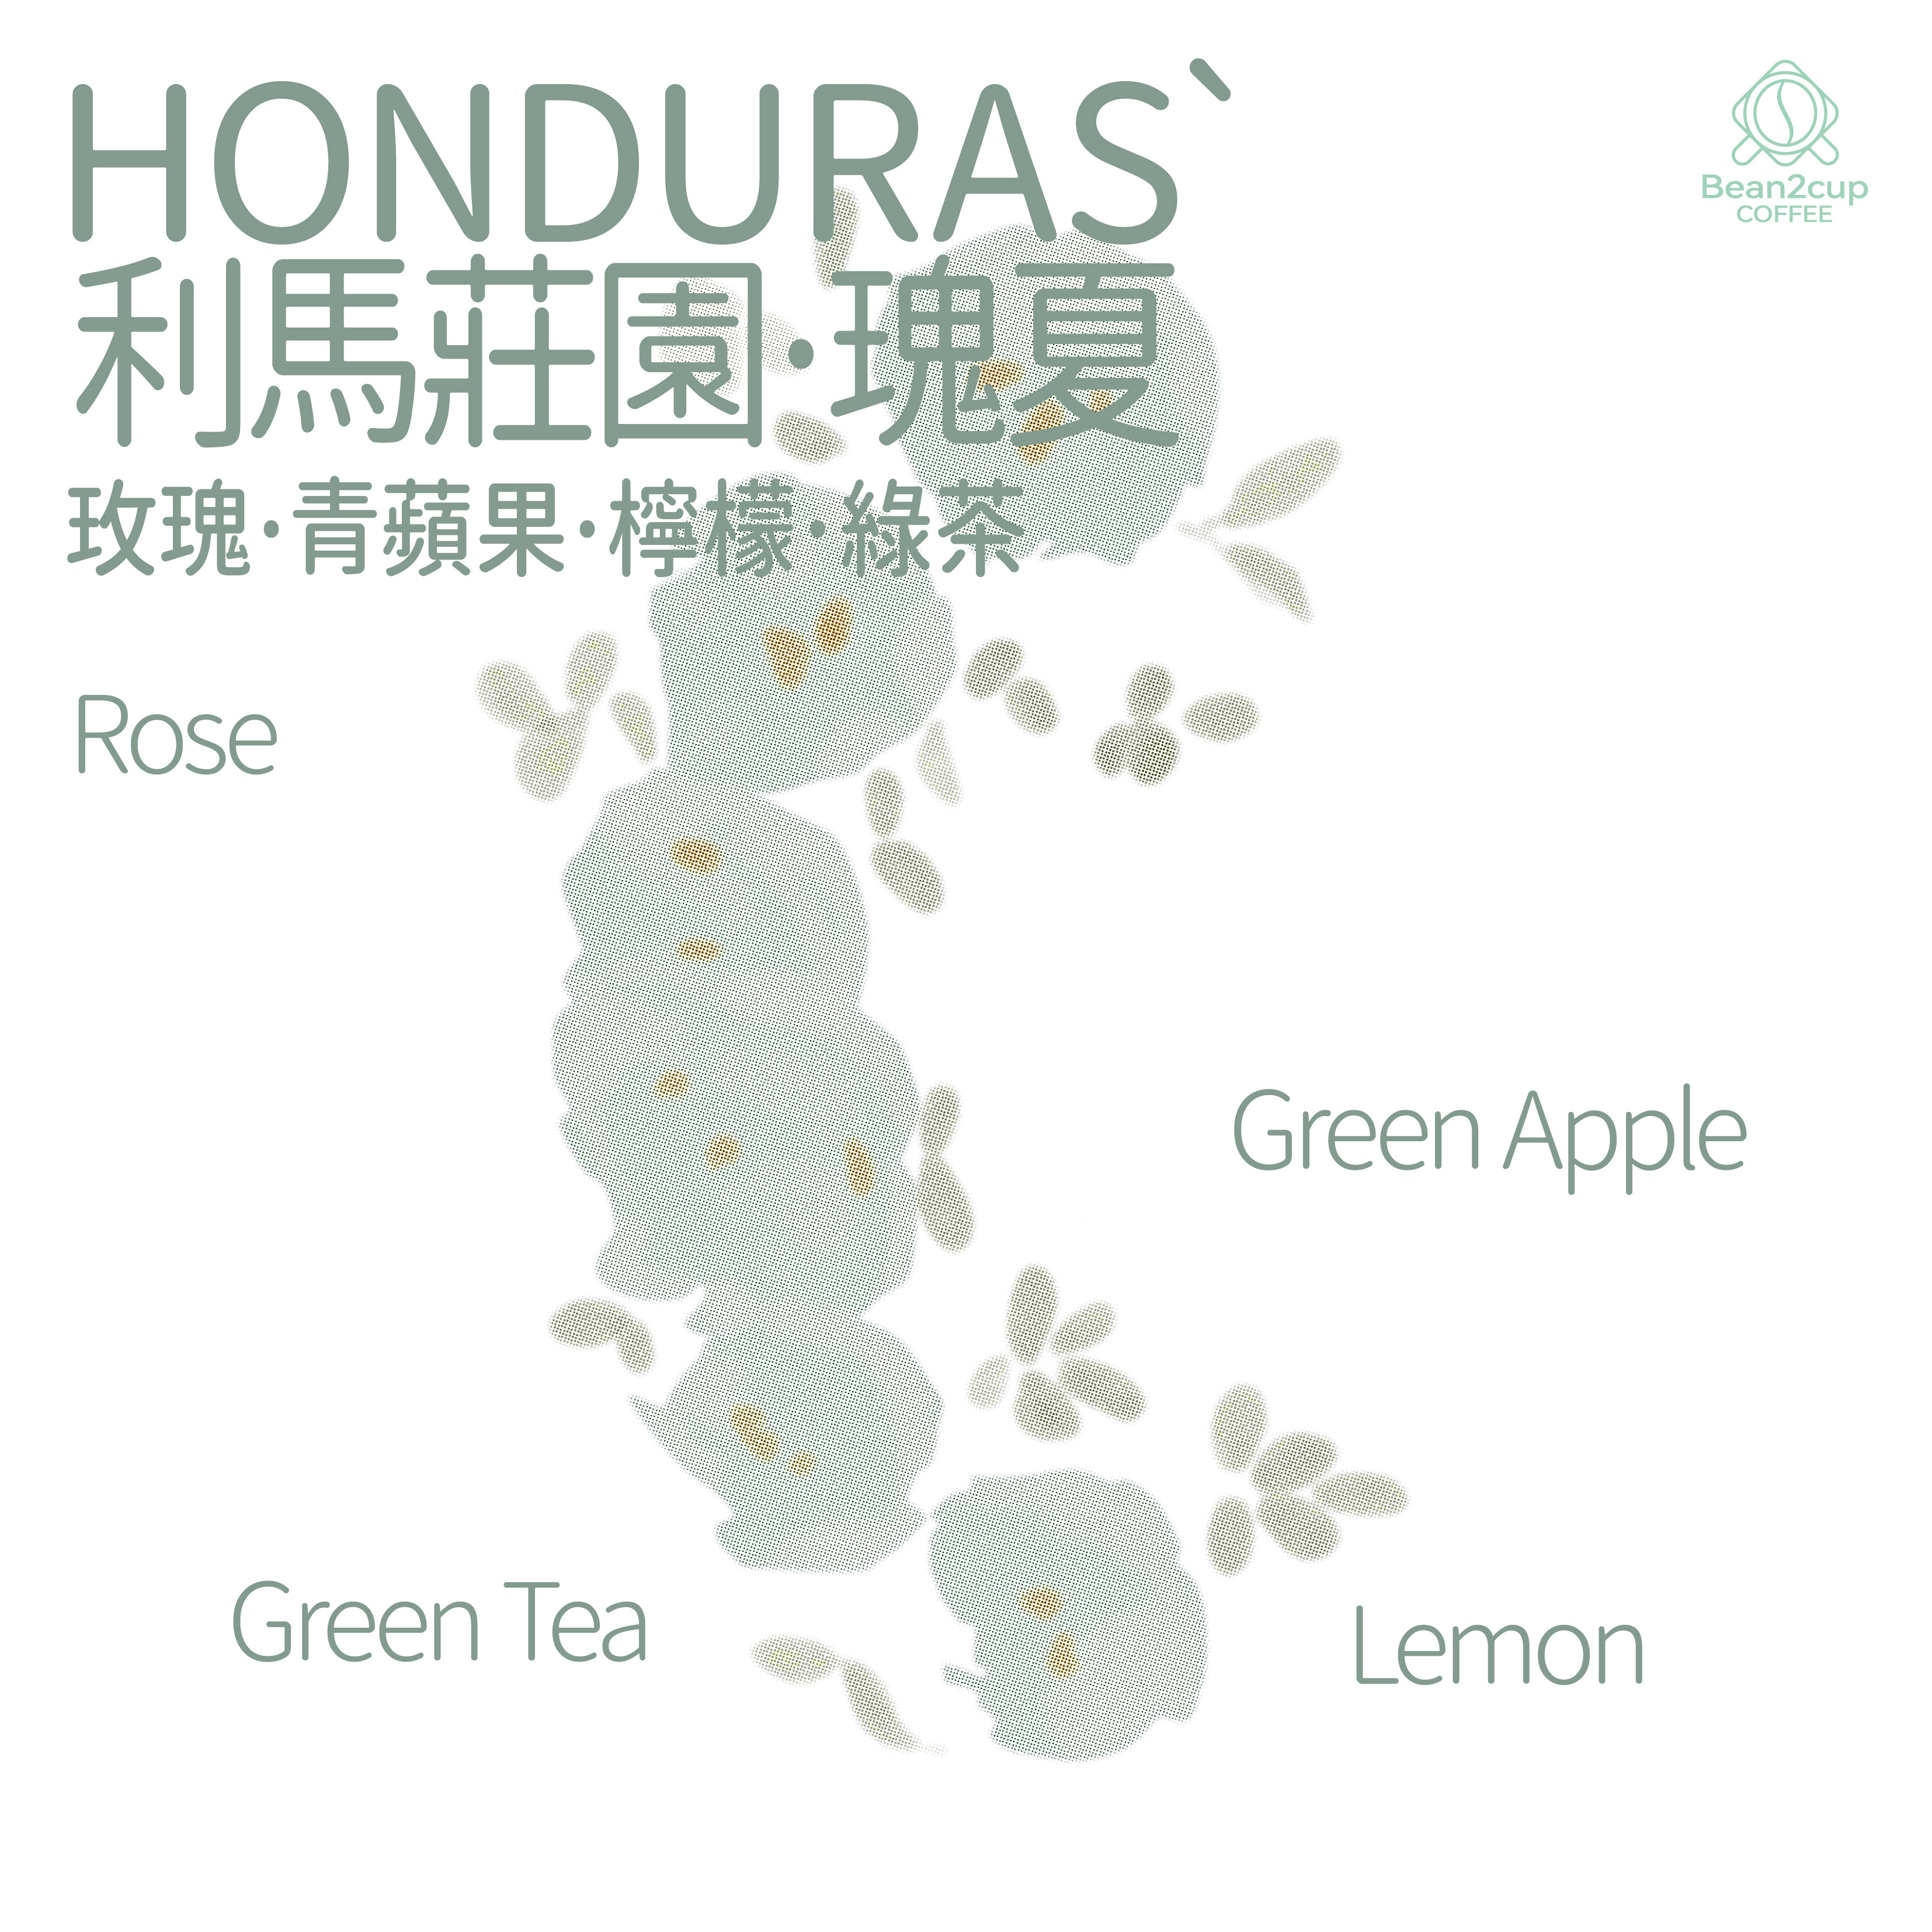 HONDURAS`
Bean2cup
COFFEE
利馬莊園·瑰夏
玫瑰·青蘋果·檸檬·綠茶
Rose
Green Apple
Green Tea
Lemon